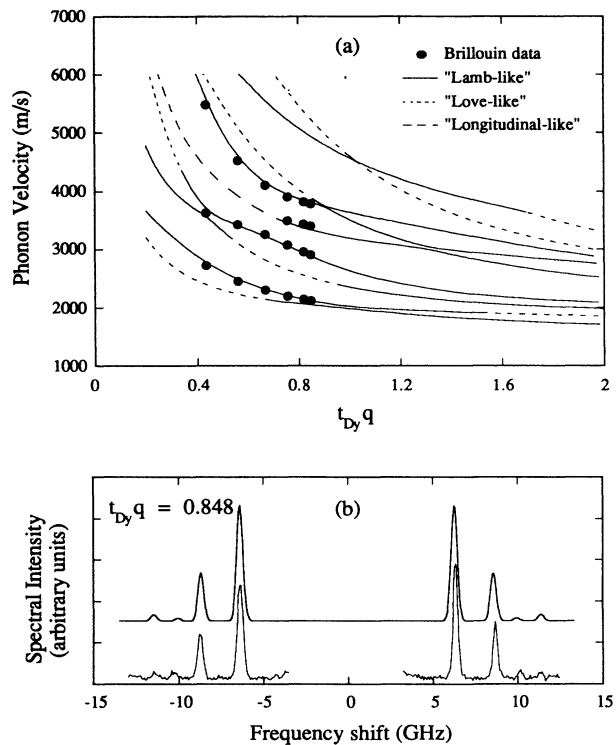 (a)
Brillouin data
"Lamb-like"
"Love-like"
"Longitudinal-like"
Phonon Velocity (m/s)
7000
6000
5000
4000
3000
2000
1000
0
0.4
0.8
1.2
1.6
2
t_Dy q
t_Dy q = 0.848
(b)
Spectral Intensity
(arbitrary units)
-15
-10
-5
0
5
10
15
Frequency shift (GHz)